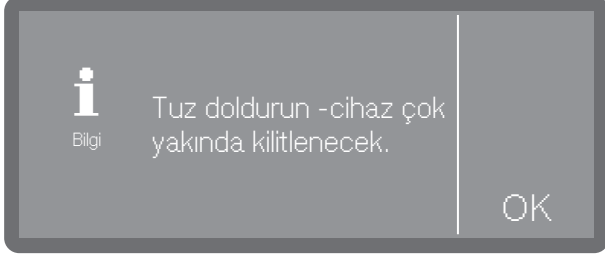 Bilgi
Tuz doldurun -cihaz çok
yakında kilitlenecek.
OK